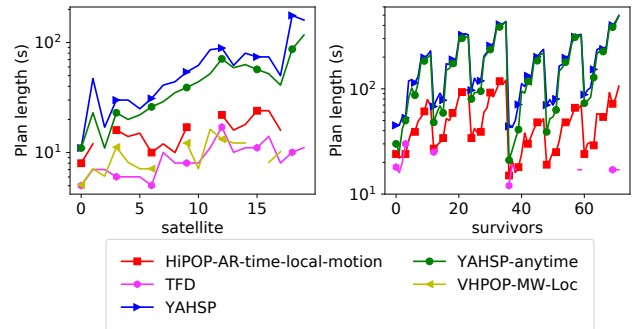 Plan length (s)
10²
10¹
0
5
10
15
satellite
Plan length (s)
10²
10¹
0
20
40
60
survivors
HiPOP-AR-time-local-motion
TFD
YAHSP
YAHSP-anytime
VHPOP-MW-Loc